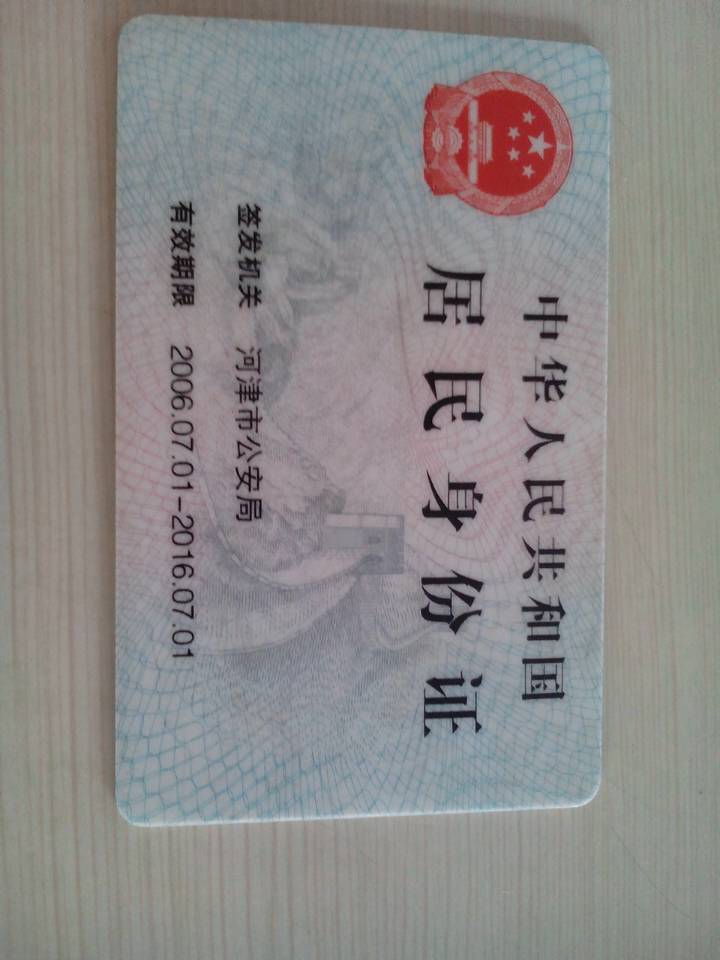 中华人民共和国
居民身份证
签发机关 河津市公安局
有效期限 2006.07.01-2016.07.01